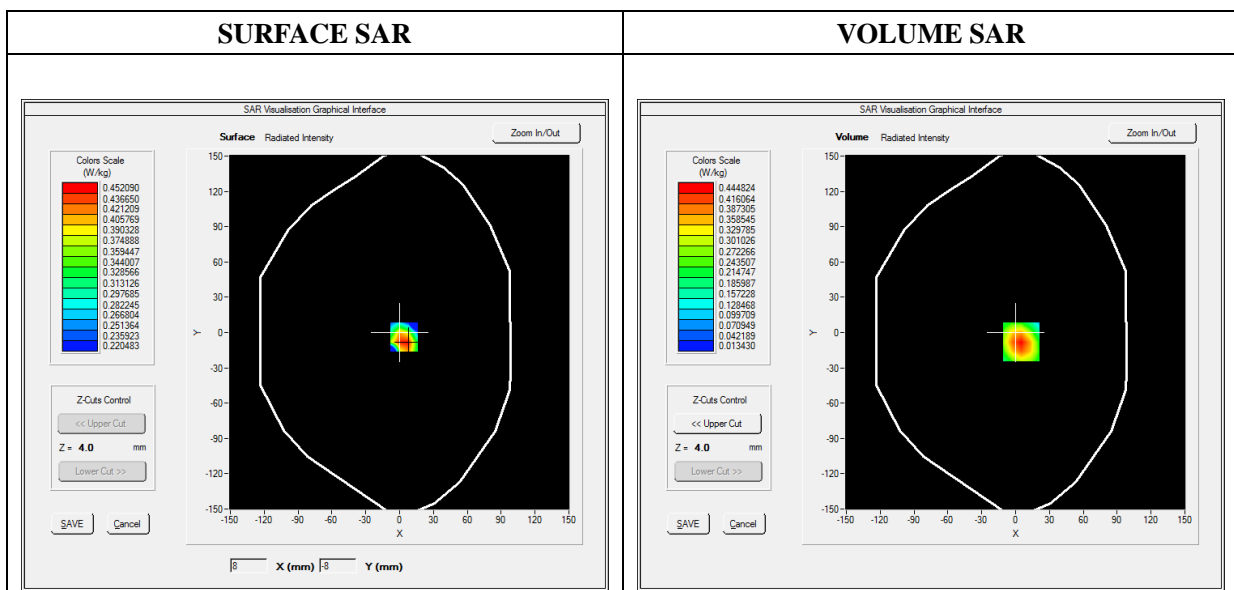 SURFACE SAR
VOLUME SAR
SAR Visualisation Graphical Interface
Surface Radiated Intensity
Zoom In/Out
Colors Scale
(W/kg)
0.452090
0.436650
0.421209
0.405769
0.390328
0.374888
0.359447
0.344007
0.328566
0.313126
0.297685
0.282245
0.266804
0.251364
0.235923
0.220483
150
120
90
60
30
0
-30
-60
-90
-120
-150
Y
-150 -120 -90 -60 -30 0 30 60 90 120 150
X
Z-Cuts Control
<< Upper Cut
Z = 4.0 mm
Lower Cut >>
SAVE Cancel
8 X (mm) -8 Y (mm)
SAR Visualisation Graphical Interface
Volume Radiated Intensity
Zoom In/Out
Colors Scale
(W/kg)
0.444824
0.416064
0.387305
0.358545
0.329785
0.301026
0.272266
0.243507
0.214747
0.185987
0.157228
0.128468
0.099709
0.070949
0.042189
0.013430
150
120
90
60
30
0
-30
-60
-90
-120
-150
Y
-150 -120 -90 -60 -30 0 30 60 90 120 150
X
Z-Cuts Control
<< Upper Cut
Z = 4.0 mm
Lower Cut >>
SAVE Cancel